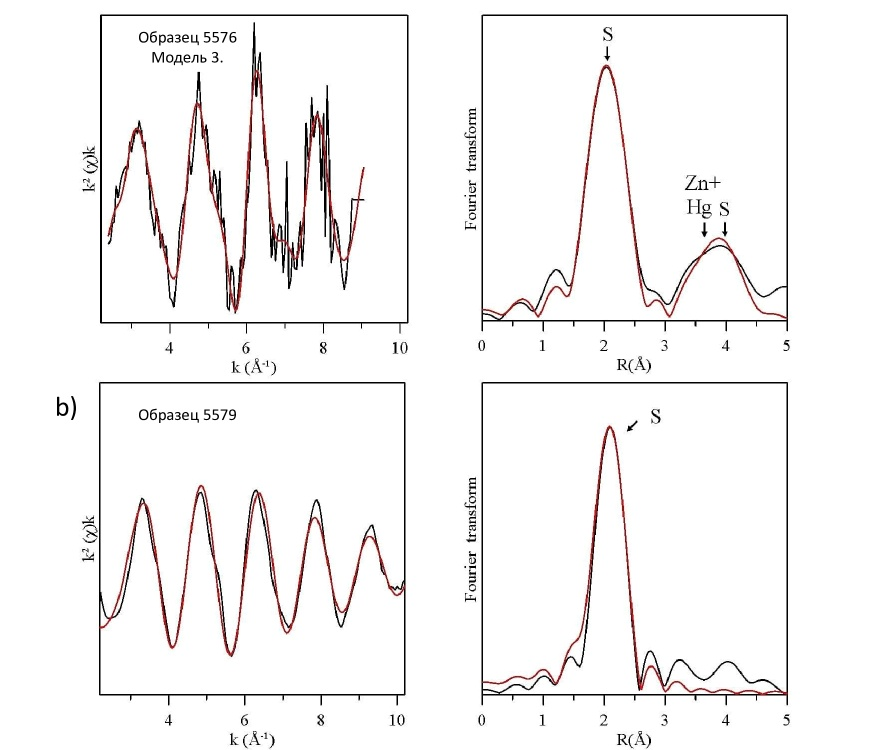 Образец 5576
Модель 3.
k² (χ)k
4 6 8 10
k (Å⁻¹)
S
Zn+
Hg S
Fourier transform
0 1 2 3 4 5
R(Å)
b)
Образец 5579
k² (χ)k
4 6 8 10
k (Å⁻¹)
S
Fourier transform
0 1 2 3 4 5
R(Å)